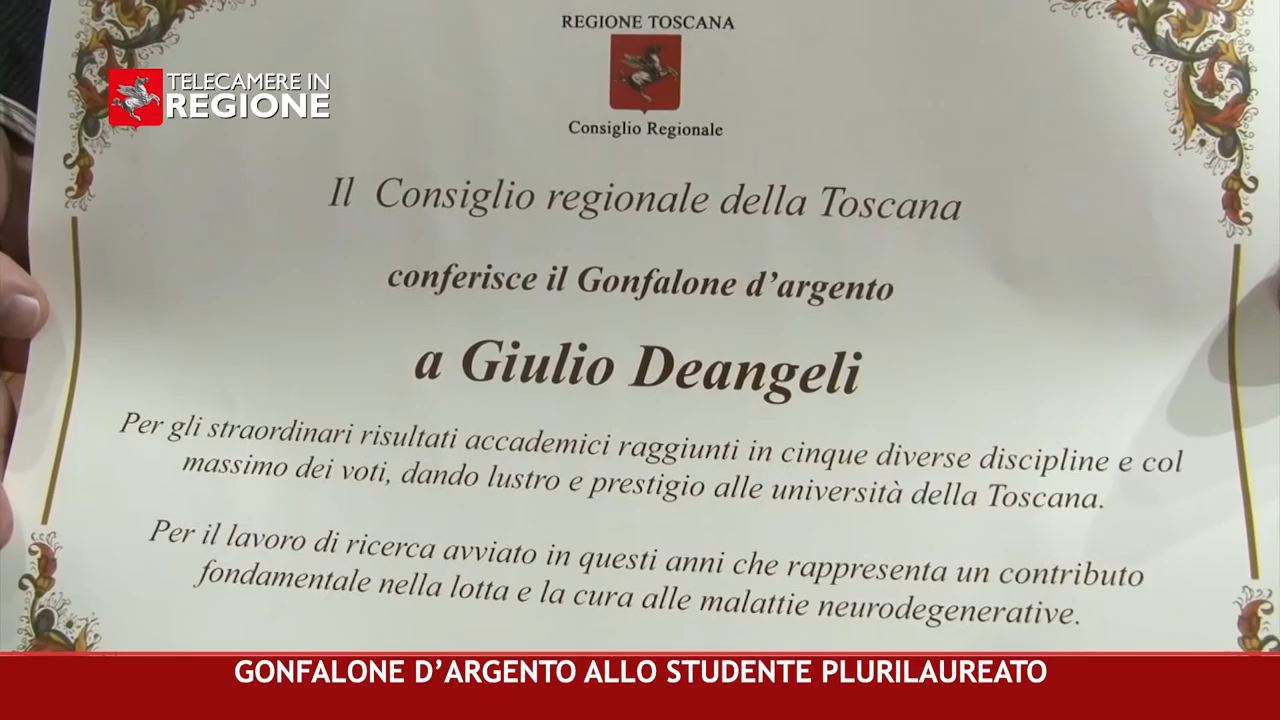 REGIONE TOSCANA
TELECAMERE IN
REGIONE
Consiglio Regionale
Il Consiglio regionale della Toscana
conferisce il Gonfalone d’argento
a Giulio Deangeli
Per gli straordinari risultati accademici raggiunti in cinque diverse discipline e col
massimo dei voti, dando lustro e prestigio alle università della Toscana.
Per il lavoro di ricerca avviato in questi anni che rappresenta un contributo
fondamentale nella lotta e la cura alle malattie neurodegenerative.
GONFALONE D’ARGENTO ALLO STUDENTE PLURILAUREATO